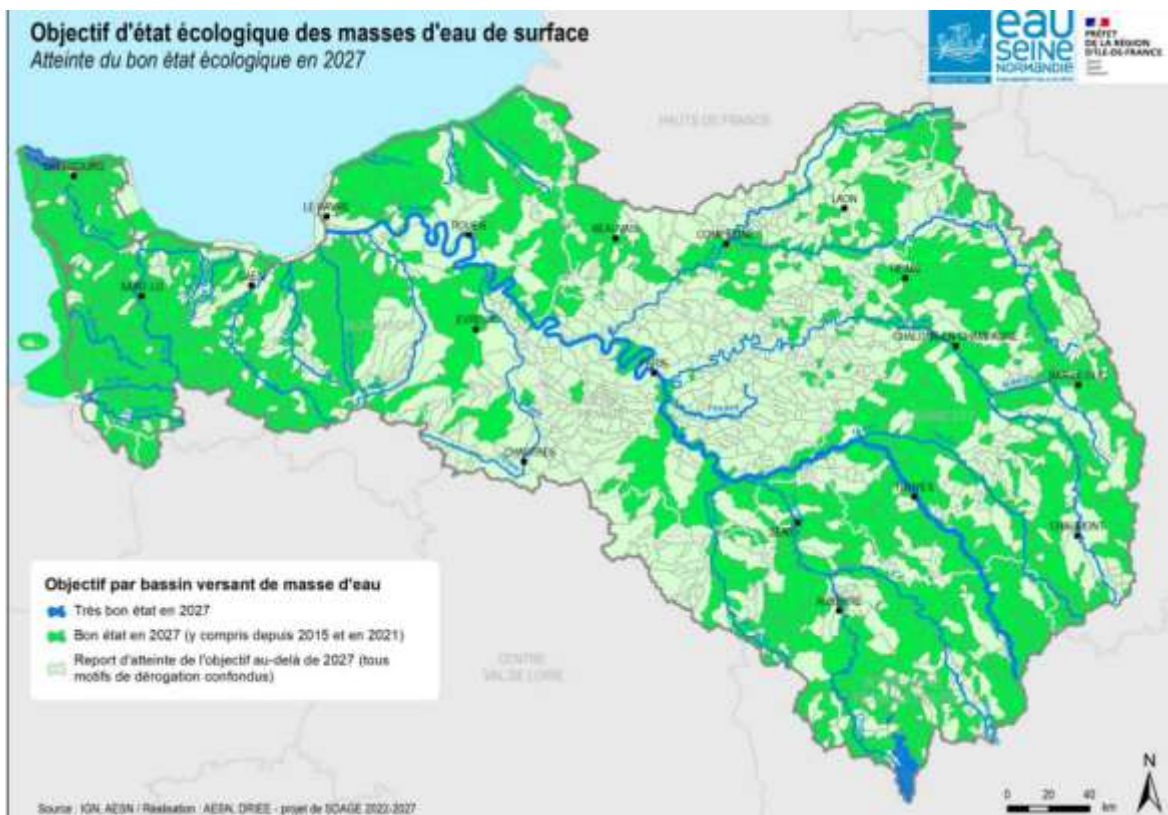 Objectif d'état écologique des masses d'eau de surface
Atteinte du bon état écologique en 2027
eau
SEINE
NORMANDIE
PRÉFET
DE LA RÉGION
D'ÎLE-DE-FRANCE
HAUTS DE FRANCE
CHERBOURG
LE HAVRE
ROUEN
BEAUVAIS
COMPIEGNE
LAON
REIMS
SAINT-LO
CAEN
EVREUX
CHALONS-EN-CHAMPAGNE
PARIS
BAR-LE-DUC
CHARTRES
TROYES
SENS
CHAUMONT
AUXERRE
CENTRE
VAL DE LOIRE
Objectif par bassin versant de masse d'eau
Très bon état en 2027
Bon état en 2027 (y compris depuis 2015 et en 2021)
Report d'atteinte de l'objectif au-delà de 2027 (tous
motifs de dérogation confondus)
N
0 20 40
km
Source : IGN, AESN / Réalisation : AESN, DRIEE - projet de SDAGE 2022-2027